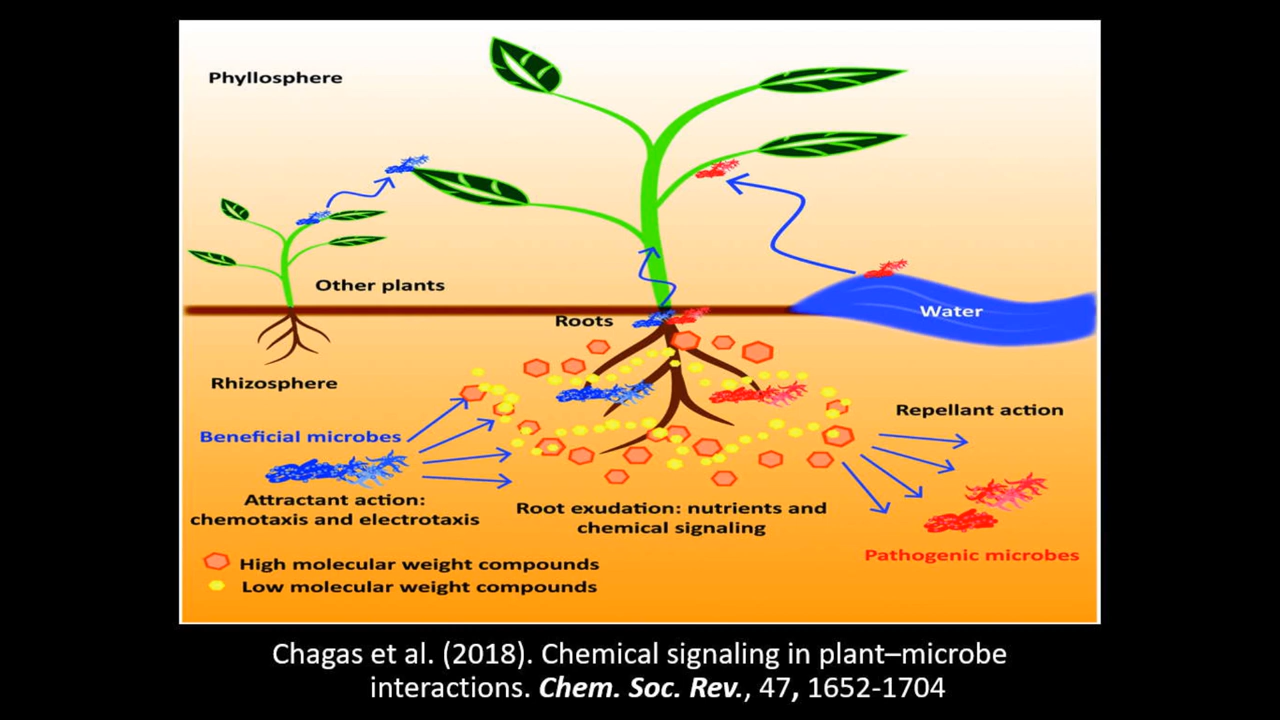 Phyllosphere
Other plants
Water
Roots
Rhizosphere
Repellant action
Beneficial microbes
Attractant action:
chemotaxis and electrotaxis
Root exudation: nutrients and
chemical signaling
Pathogenic microbes
High molecular weight compounds
Low molecular weight compounds
Chagas et al. (2018). Chemical signaling in plant–microbe
interactions. Chem. Soc. Rev., 47, 1652-1704